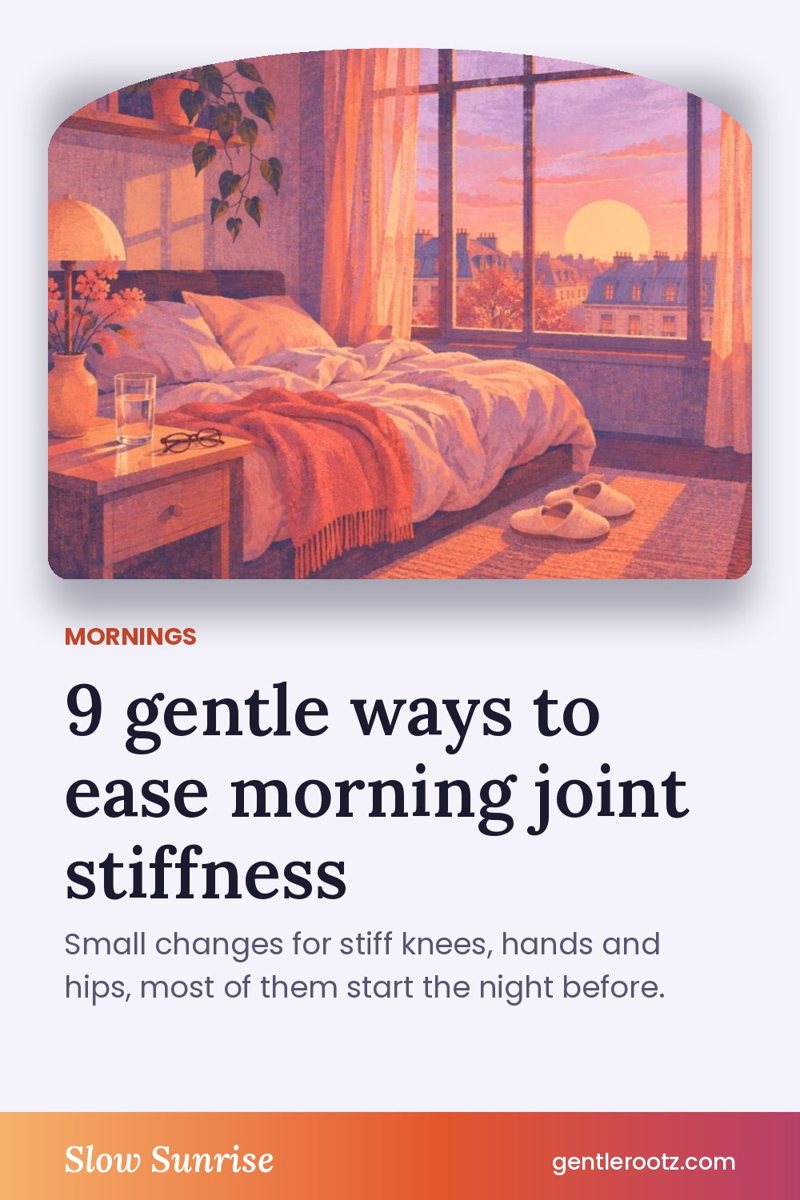 MORNINGS
9 gentle ways to
ease morning joint
stiffness
Small changes for stiff knees, hands and
hips, most of them start the night before.
Slow Sunrise
gentlerootz.com